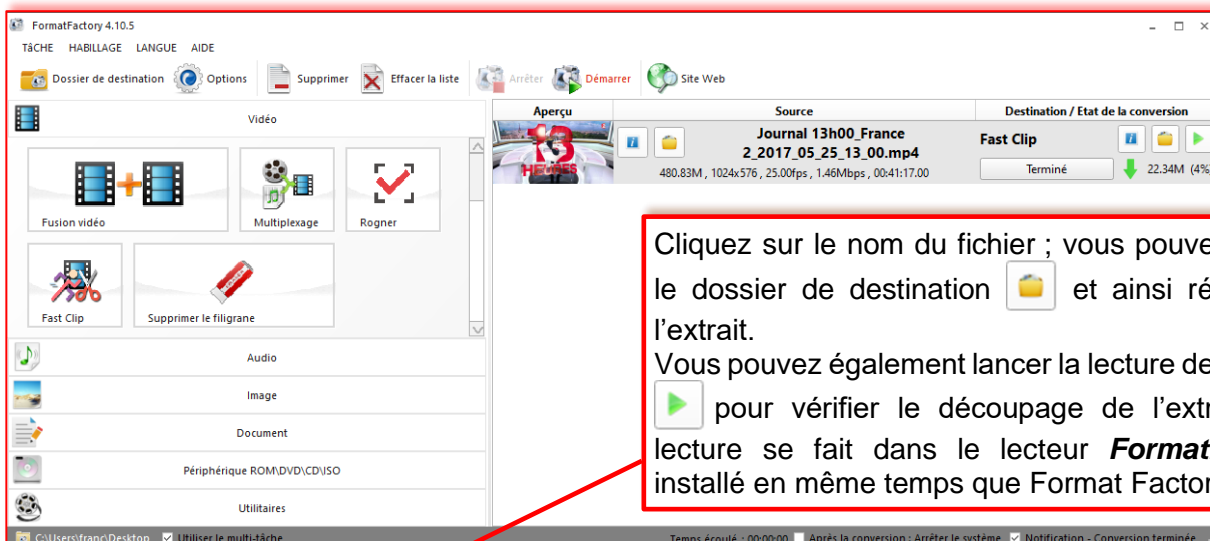 FormatFactory 4.10.5
TâCHE HABILLAGE LANGUE AIDE
Dossier de destination Options Supprimer Effacer la liste Arrêter Démarrer Site Web
Vidéo
Fusion vidéo Multiplexage Rogner
Fast Clip Supprimer le filigrane
Audio
Image
Document
Périphérique ROM\DVD\CD\ISO
Utilitaires
Aperçu Source Destination / Etat de la conversion
13
HEURES
Journal 13h00_France
2_2017_05_25_13_00.mp4
480.83M , 1024x576 , 25.00fps , 1.46Mbps , 00:41:17.00
Fast Clip
Terminé 22.34M (4%
Cliquez sur le nom du fichier ; vous pouve
le dossier de destination et ainsi ré
l’extrait.
Vous pouvez également lancer la lecture de
pour vérifier le découpage de l’extr
lecture se fait dans le lecteur Format
installé en même temps que Format Factor
C:\Users\franc\Desktop Utiliser le multi-tâche Temps écoulé : 00:00:00 Après la conversion : Arrêter le système Notification - Conversion terminée